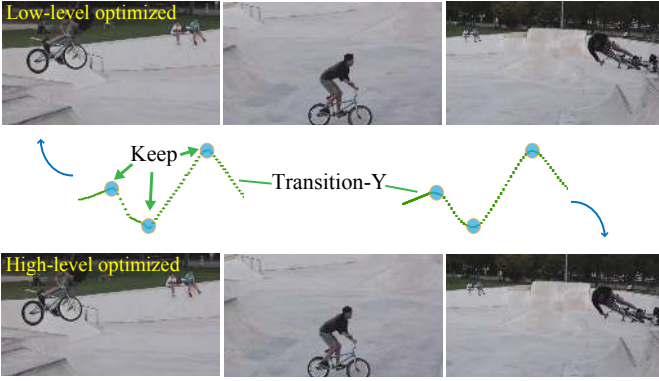 Low-level optimized
Keep
Transition-Y
High-level optimized